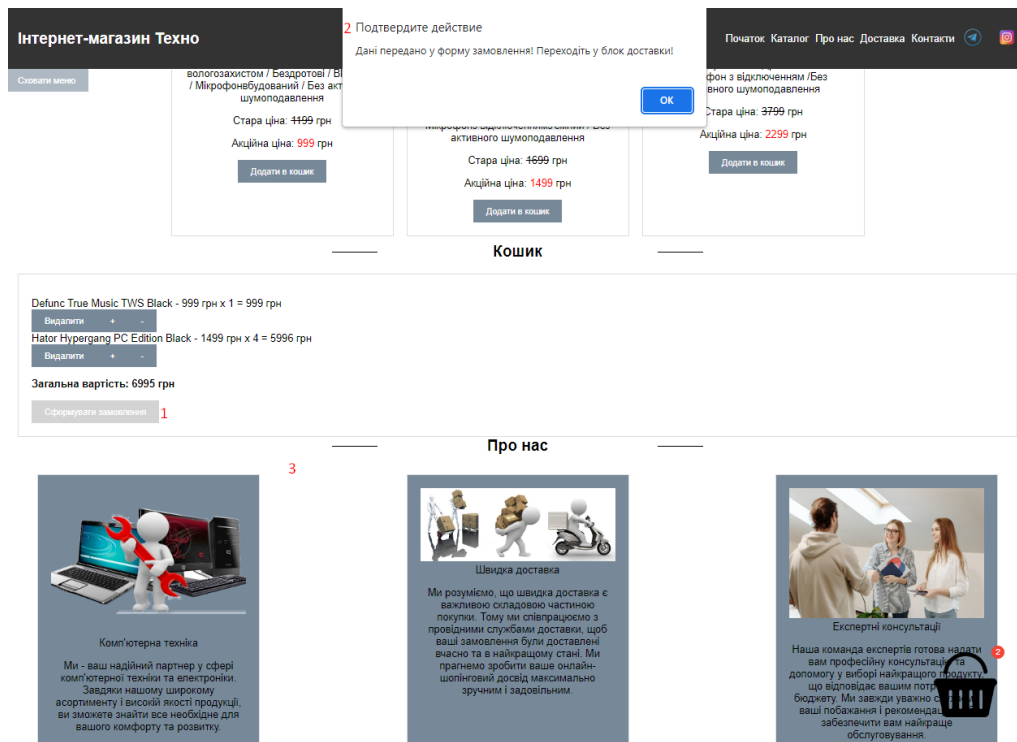 Інтернет-магазин Техно
Початок Каталог Про нас Доставка Контакти
2 Подтвердите действие
Дані передано у форму замовлення! Переходіть у блок доставки!
ОК
Сховати меню
вологозахистом / Бездротові /
/ Мікрофонвбудований / Без
шумоподавлення
Стара ціна: 1199 грн
Акційна ціна: 999 грн
Додати в кошик
активного шумоподавлення
Стара ціна: 1699 грн
Акційна ціна: 1499 грн
Додати в кошик
з відключенням /Без
шумоподавлення
Стара ціна: 3799 грн
Акційна ціна: 2299 грн
Додати в кошик
Кошик
Defunc True Music TWS Black - 999 грн x 1 = 999 грн
Видалити + -
Hator Hypergang PC Edition Black - 1499 грн x 4 = 5996 грн
Видалити + -
Загальна вартість: 6995 грн
Сформувати замовлення 1
Про нас
3
Комп'ютерна техніка
Ми - ваш надійний партнер у сфері
комп'ютерної техніки та електроніки.
Завдяки нашому широкому
асортименту і високій якості продукції,
ви зможете знайти все необхідне для
вашого комфорту та розвитку.
Швидка доставка
Ми розуміємо, що швидка доставка є
важливою складовою частиною
покупки. Тому ми співпрацюємо з
провідними службами доставки, щоб
ваші замовлення були доставлені
вчасно та в найкращому стані. Ми
прагнемо зробити ваше онлайн-
шопінговий досвід максимально
зручним і задовільним.
Експертні консультації
Наша команда експертів готова надати
вам професійну консультацію та
допомогу у виборі найкращого продукту,
що відповідає вашим
бюджету. Ми завжди уважно
ваші побажання і
забезпечити вам найкраще
обслуговування.
2